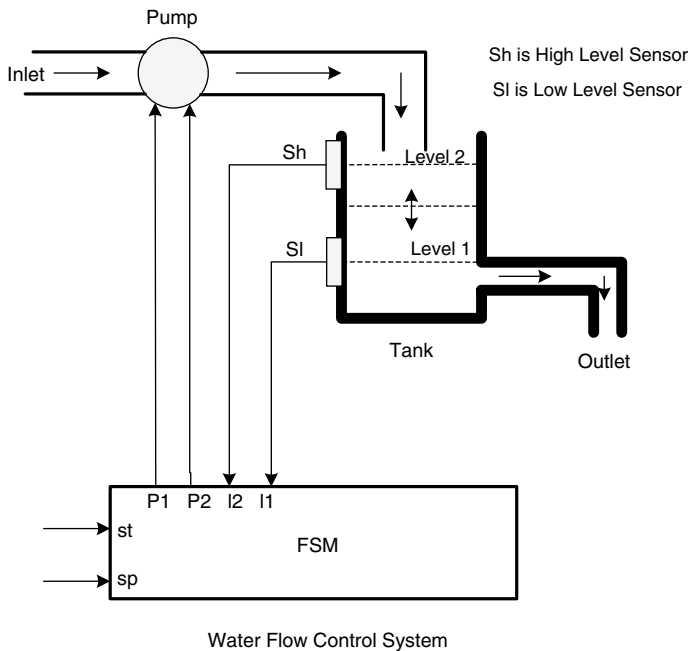 Pump
Sh is High Level Sensor
Inlet
Sl is Low Level Sensor
Sh
Level 2
Sl
Level 1
Tank
Outlet
P1 P2 l2 l1
st
FSM
sp
Water Flow Control System